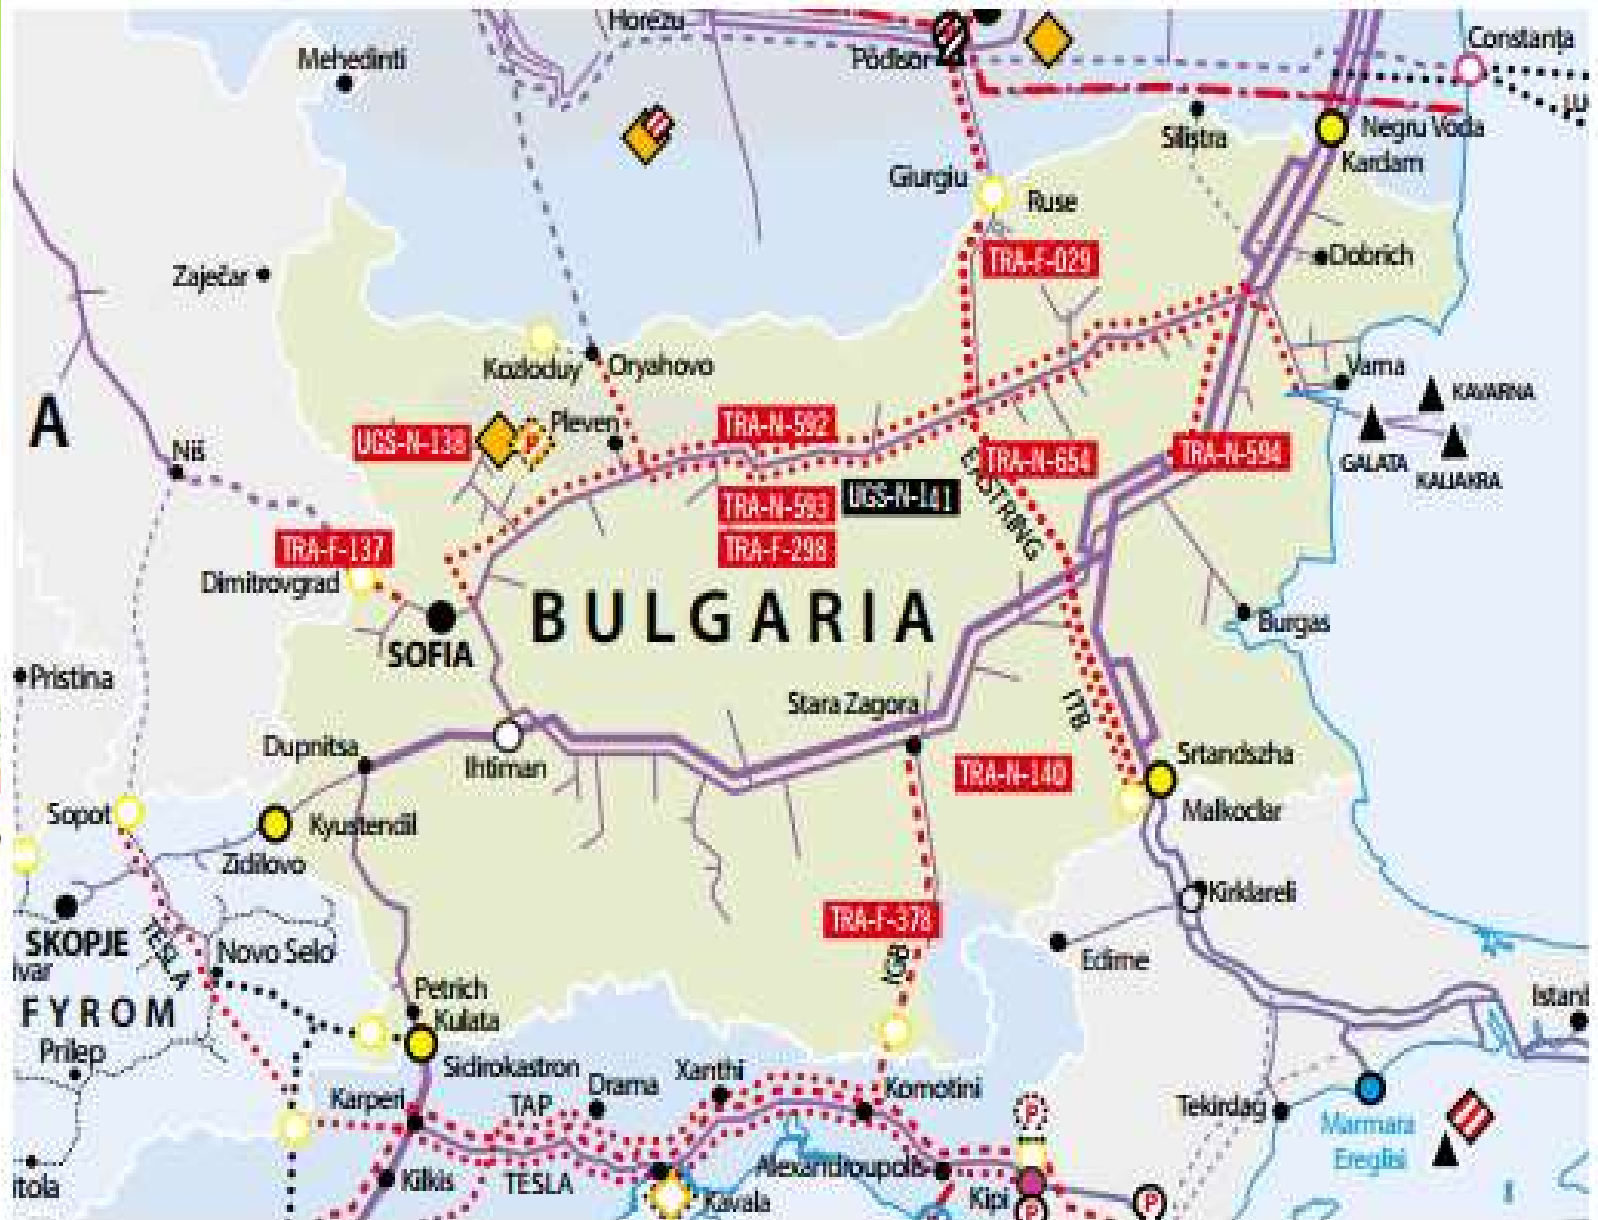 Horezu
Mehedinti
Podisor
Constanţa
Silistra
Negru Voda
Kardam
Giurgiu
Ruse
TRA-F-029
Dobrich
Zaječar
Kozloduy
Oryahovo
Varna
KAVARNA
A
UGS-N-138
P
Pleven
TRA-N-592
Niš
EASTRING
TRA-N-654
TRA-N-594
GALATA
KALIAKRA
TRA-N-593
UGS-N-141
TRA-F-298
TRA-F-137
Dimitrovgrad
BULGARIA
SOFIA
Burgas
Pristina
Stara Zagora
ITB
Dupnitsa
Ihtiman
TRA-N-140
Srtandszha
Malkoclar
Sopot
Kyustendil
Zidilovo
Kirklareli
SKOPJE
TESLA
TRA-F-378
Novo Selo
IGB
Edirne
Petrich
Kulata
FYROM
Prilep
Sidirokastron
Karperi
TAP
Drama
Xanthi
Komotini
P
Tekirdag
Marmara
Ereglisi
Kilkis
TESLA
Kavala
Alexandroupolis
Kipi
P
P